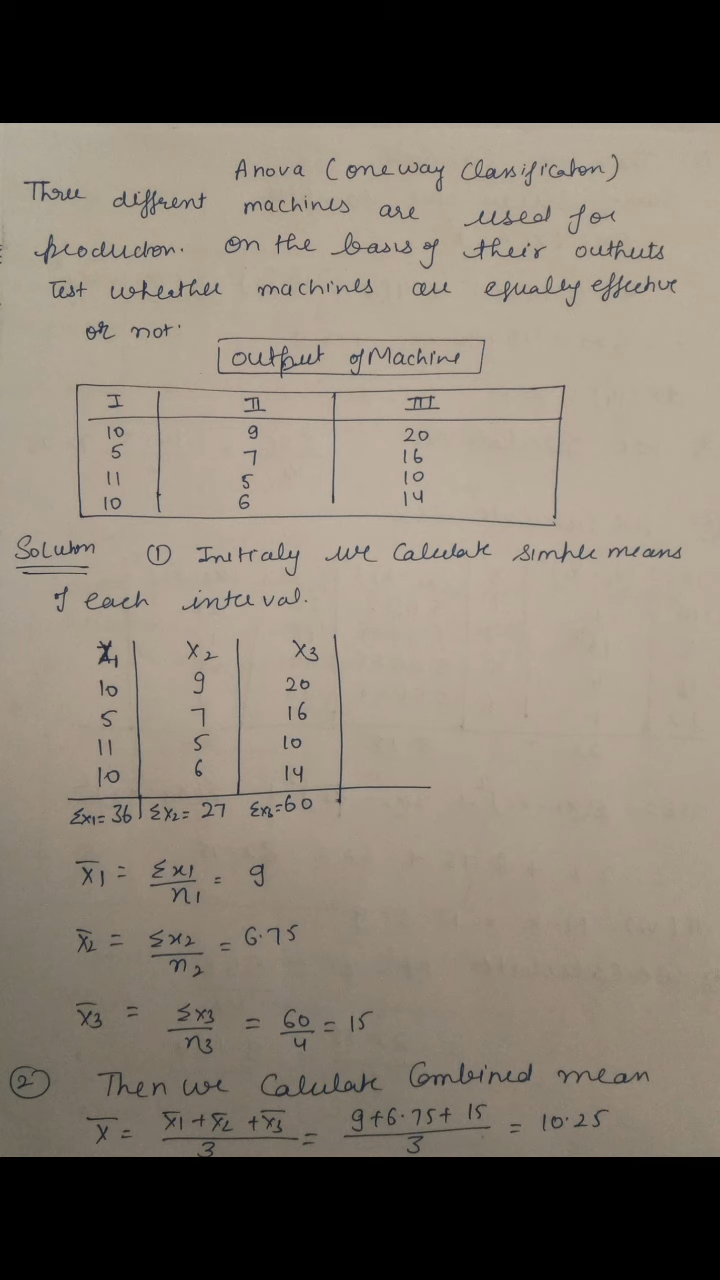 Anova (one way Classification)
Three different machines are used for
production. On the basis of their outputs
Test whether machines are equally effective
or not.
Output of Machine
I II III
10 9 20
5 7 16
11 5 10
10 6 14
Solution ① Initialy we Calculate simple means
of each interval.
X1 X2 X3
10 9 20
5 7 16
11 5 10
10 6 14
Σx1= 36 Σx2= 27 Σx3=60
X̄1 = Σx1/n1 = 9
X̄2 = Σx2/n2 = 6.75
X̄3 = Σx3/n3 = 60/4 = 15
② Then we Calulate Combined mean
X̄ = X̄1+X̄2+X̄3/3 = 9+6.75+15/3 = 10.25